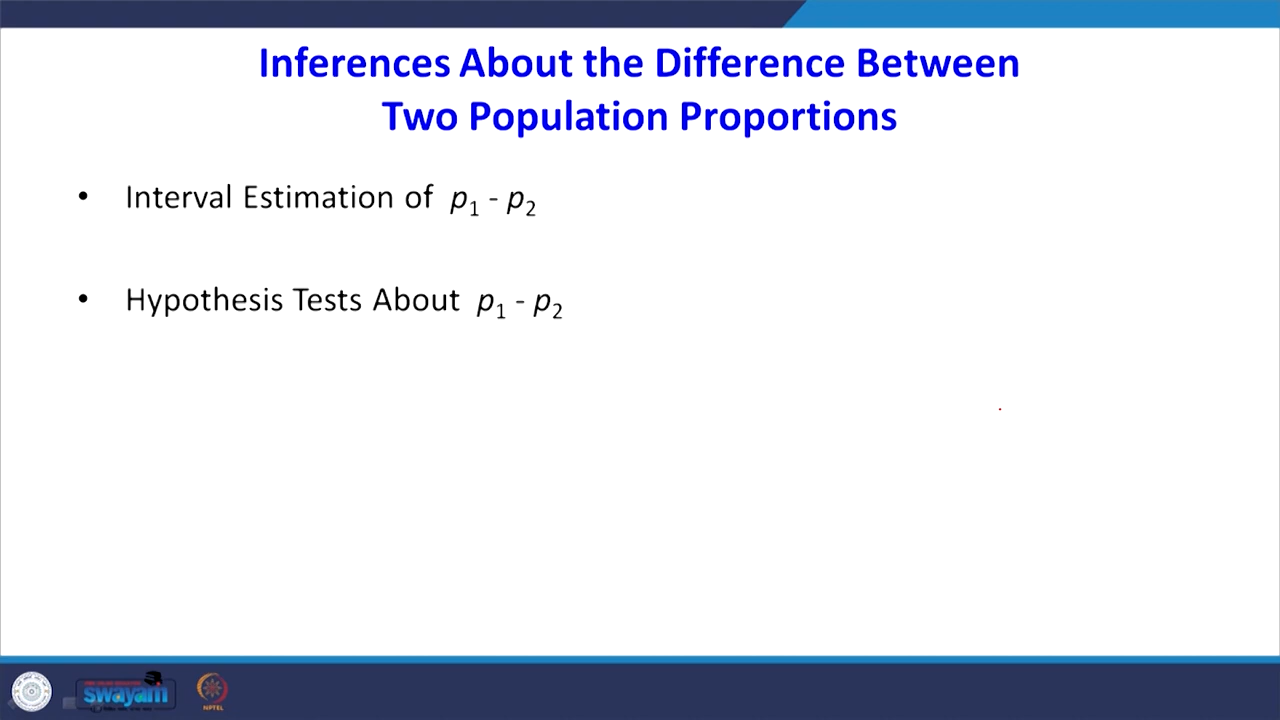 Inferences About the Difference Between
Two Population Proportions
• Interval Estimation of p₁ - p₂
• Hypothesis Tests About p₁ - p₂
swayam
NPTEL